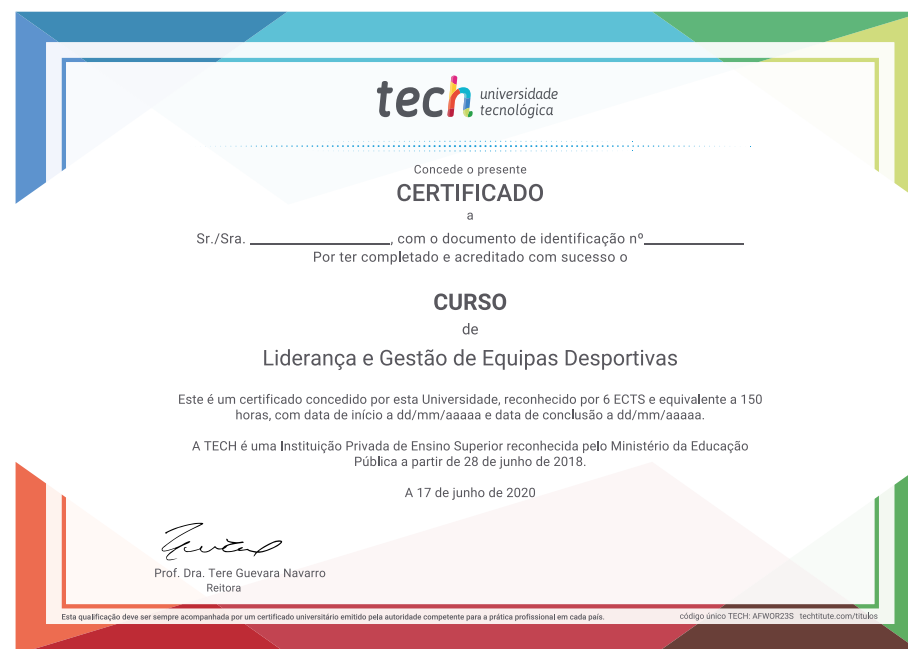 tech universidade
tecnológica
Concede o presente
CERTIFICADO
a
Sr./Sra. ____________________, com o documento de identificação nº______________
Por ter completado e acreditado com sucesso o
CURSO
de
Liderança e Gestão de Equipas Desportivas
Este é um certificado concedido por esta Universidade, reconhecido por 6 ECTS e equivalente a 150
horas, com data de início a dd/mm/aaaaa e data de conclusão a dd/mm/aaaaa.
A TECH é uma Instituição Privada de Ensino Superior reconhecida pelo Ministério da Educação
Pública a partir de 28 de junho de 2018.
A 17 de junho de 2020
Prof. Dra. Tere Guevara Navarro
Reitora
Esta qualificação deve ser sempre acompanhada por um certificado universitário emitido pela autoridade competente para a prática profissional em cada país.
código único TECH: AFWOR23S techtitute.com/titulos